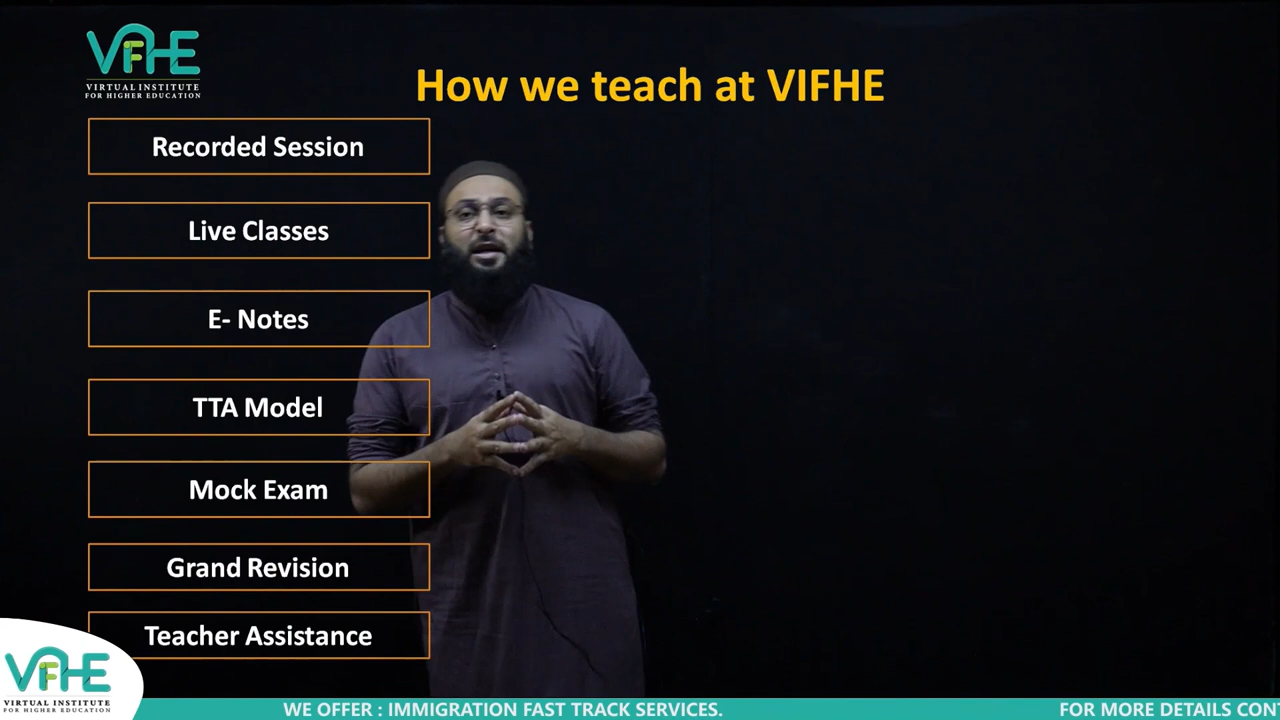 VIFHE
VIRTUAL INSTITUTE
FOR HIGHER EDUCATION
How we teach at VIFHE
Recorded Session
Live Classes
E- Notes
TTA Model
Mock Exam
Grand Revision
Teacher Assistance
VIFHE
VIRTUAL INSTITUTE
FOR HIGHER EDUCATION
WE OFFER : IMMIGRATION FAST TRACK SERVICES.
FOR MORE DETAILS CON